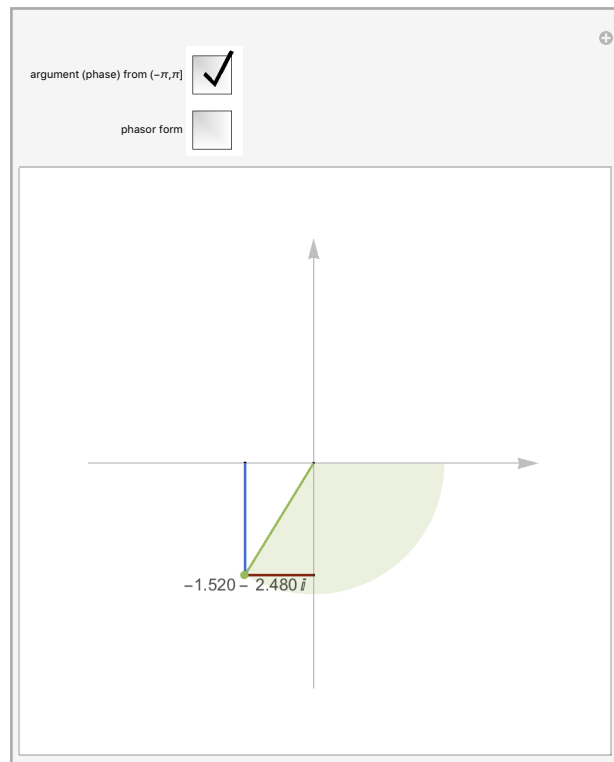 argument (phase) from (−π,π]
phasor form
−1.520 − 2.480 ⅈ